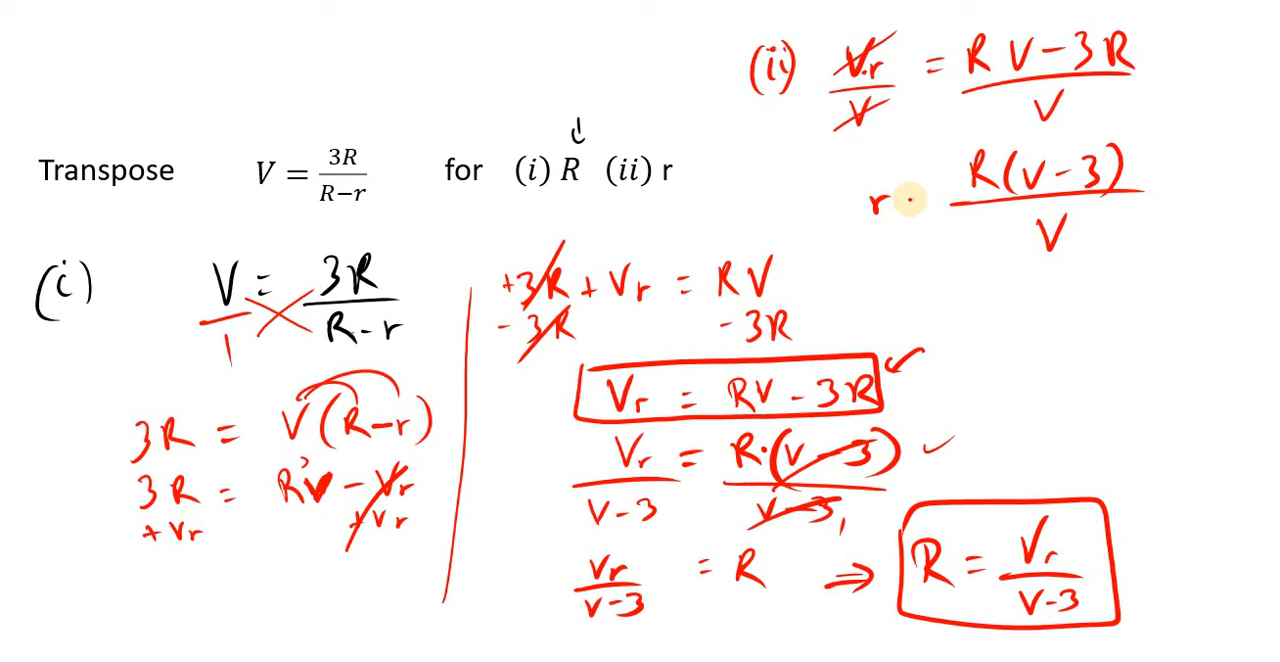 Transpose V = 3R/(R−r) for (i) R (ii) r
(i) V/1 = 3R/(R−r)
3R = V(R−r)
3R = RV − Vr
+Vr +Vr
+3R + Vr = RV
−3R −3R
Vr = RV − 3R
Vr/(V−3) = R·(V−3)/(V−3)
Vr/(V−3) = R ⇒ R = Vr/(V−3)
(ii) V.r/V = (RV−3R)/V
r R(V−3)/V